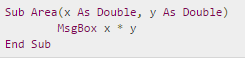 Sub Area(x As Double, y As Double)
        MsgBox x * y
End Sub